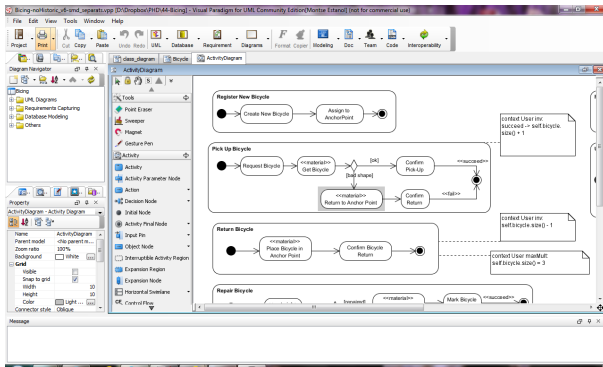 Bicing-noHistoric_v6-smd_separats.vpp [D:\Dropbox\PHD\44-Bicing] - Visual Paradigm for UML Community Edition(Montse Estanol) (not for commercial use)
File Edit View Tools Window Help
Project Print Cut Copy Paste Undo Redo UML Database Requirement Diagrams Format Copier Modeling Doc Team Code Interoperability
Diagram Navigator
Bicing
UML Diagrams
Requirements Capturing
Database Modeling
Others
Property
ActivityDiagram - Activity Diagram
Name ActivityDiagram
Parent model <No parent m...
Zoom ratio 100%
Background White
Grid
Visible
Snap to grid
Width 10
Height 10
Color Light ...
Connector style Oblique
class_diagram Bicycle ActivityDiagram
ActivityDiagram
Tools
Point Eraser
Sweeper
Magnet
Gesture Pen
Activity
Activity
Activity Parameter Node
Action
Decision Node
Initial Node
Activity Final Node
Input Pin
Object Node
Interruptible Activity Region
Expansion Region
Expansion Node
Horizontal Swimlane
Control Flow
Register New Bicycle
Create New Bicycle
Assign to
AnchorPoint
context User inv:
succeed -> self.bicycle.
size() + 1
Pick Up Bicycle
Request Bicycle
<<material>>
Get Bicycle
[ok]
[bad shape]
Confirm
Pick-Up
<<succeed>>
<<material>>
Return to Anchor Point
Confirm
Return
<<fail>>
context User inv:
self.bicycle.size() - 1
Return Bicycle
<<material>>
Place Bicycle in
Anchor Point
Confirm Bicycle
Return
context User maxMult:
self.bicycle.size() = 3
Repair Bicycle
<<material>>
Mark Bicycle
<<succeed>>
Message